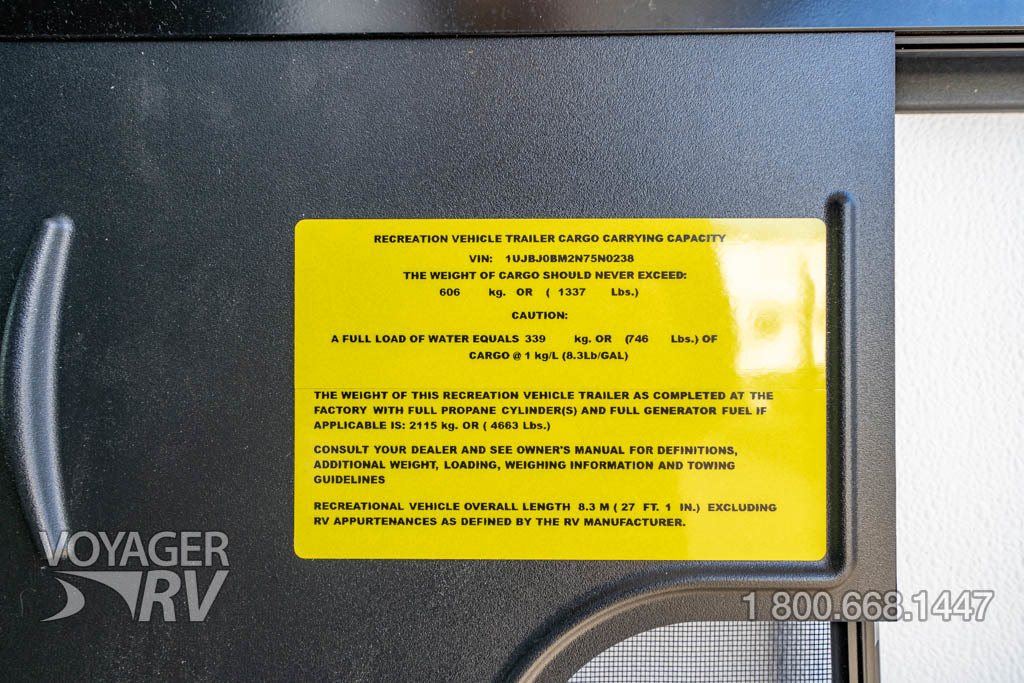 RECREATION VEHICLE TRAILER CARGO CARRYING CAPACITY
VIN: 1UJBJ0BM2N75N0238
THE WEIGHT OF CARGO SHOULD NEVER EXCEED:
606 kg. OR ( 1337 Lbs.)
CAUTION:
A FULL LOAD OF WATER EQUALS 339 kg. OR (746 Lbs.) OF
CARGO @ 1 kg/L (8.3Lb/GAL)
THE WEIGHT OF THIS RECREATION VEHICLE TRAILER AS COMPLETED AT THE
FACTORY WITH FULL PROPANE CYLINDER(S) AND FULL GENERATOR FUEL IF
APPLICABLE IS: 2115 kg. OR ( 4663 Lbs.)
CONSULT YOUR DEALER AND SEE OWNER'S MANUAL FOR DEFINITIONS,
ADDITIONAL WEIGHT, LOADING, WEIGHING INFORMATION AND TOWING
GUIDELINES
RECREATIONAL VEHICLE OVERALL LENGTH 8.3 M ( 27 FT. 1 IN.) EXCLUDING
RV APPURTENANCES AS DEFINED BY THE RV MANUFACTURER.
VOYAGER
RV
1 800.668.1447